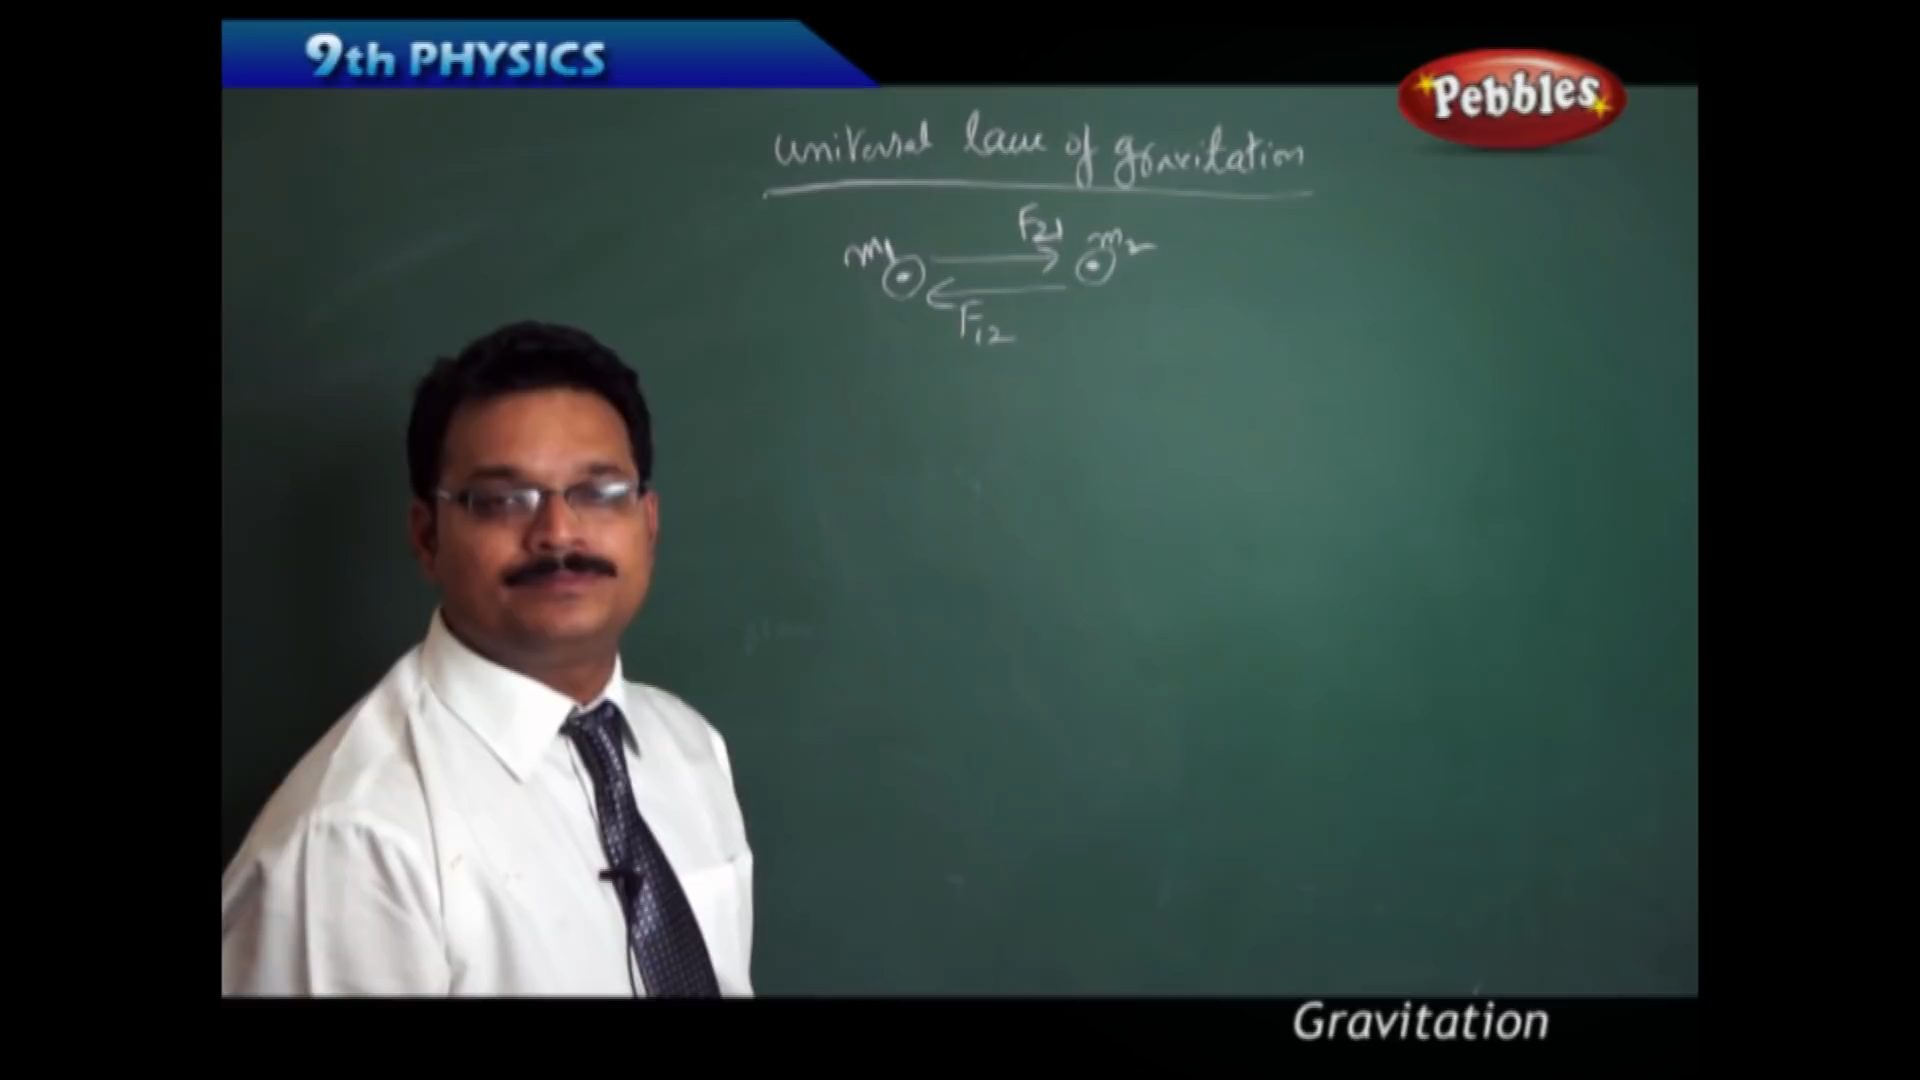 9th PHYSICS
Pebbles
universal law of gravitation
m1 F21 m2
F12
Gravitation